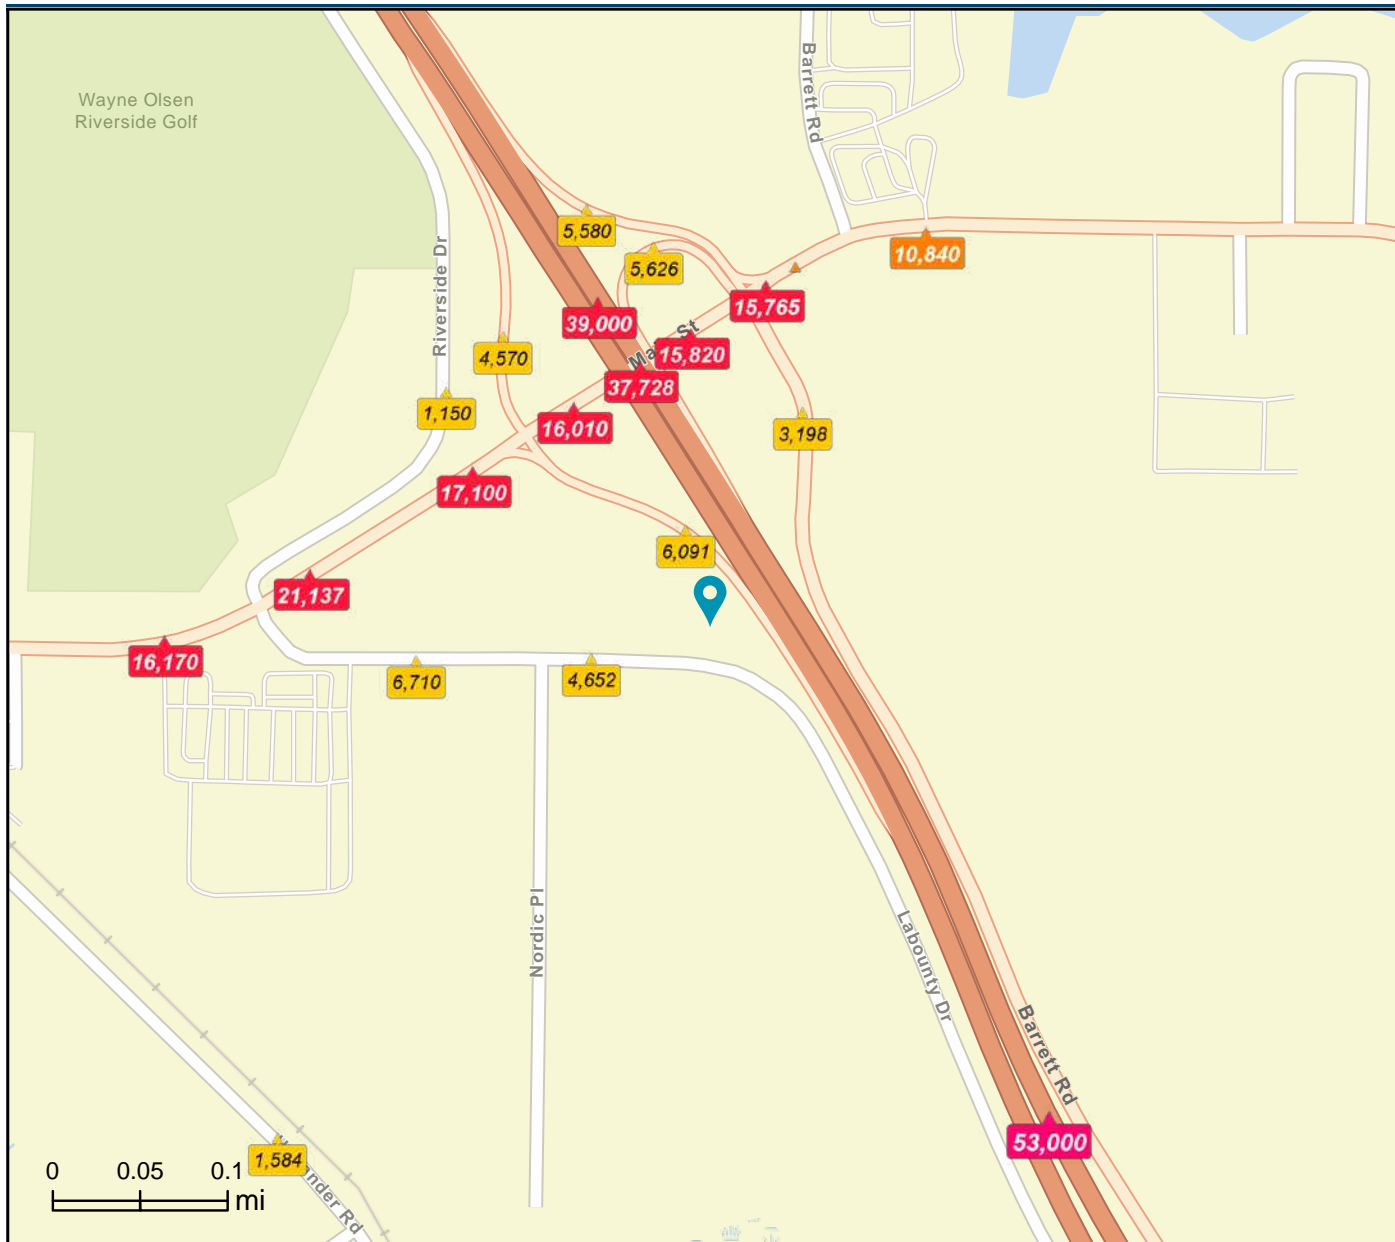 Wayne Olsen
Riverside Golf
Barrett Rd
5,580
5,626
10,840
Riverside Dr
39,000
15,765
St
15,820
4,570
37,728
1,150
16,010
3,198
17,100
6,091
21,137
16,170
6,710
4,652
Nordic Pl
Labounty Dr
Barrett Rd
53,000
1,584
Rd
0 0.05 0.1
mi